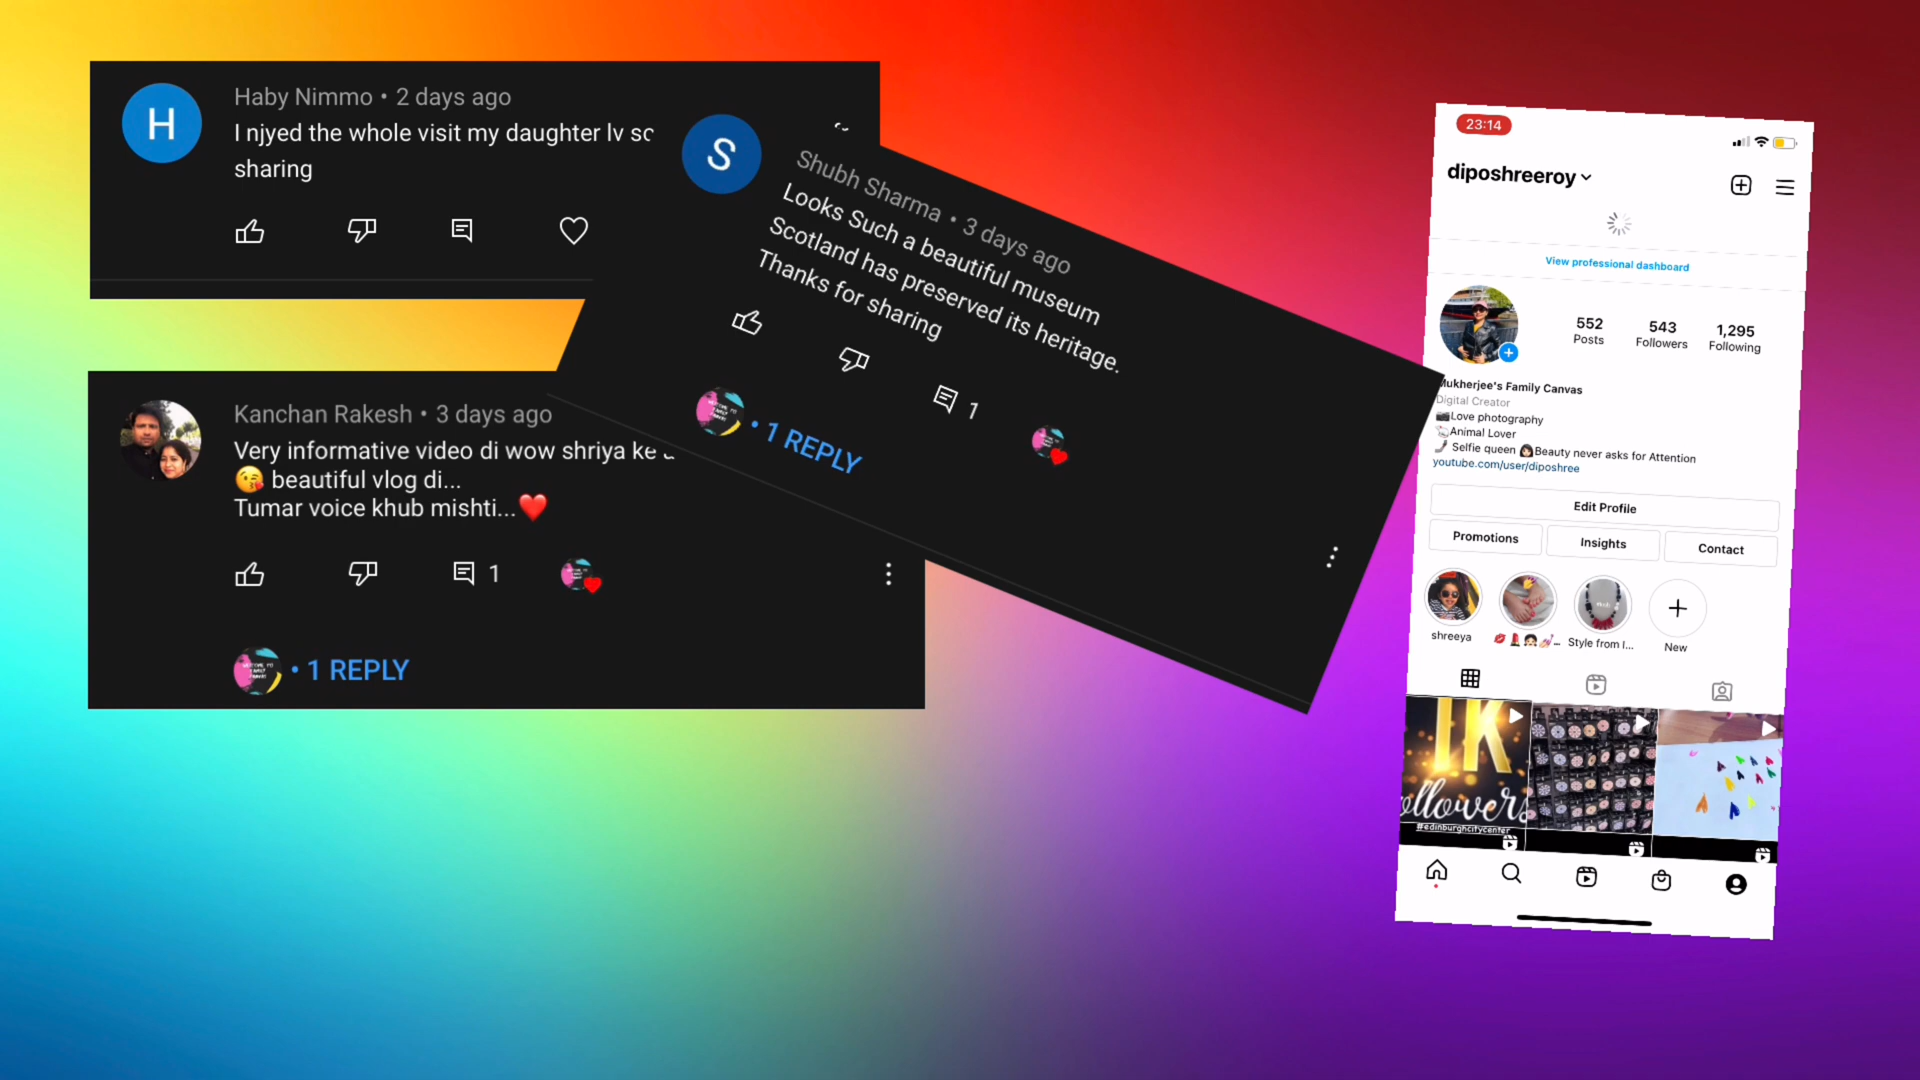 H
Haby Nimmo • 2 days ago
I njyed the whole visit my daughter lv
sharing
S
Shubh Sharma • 3 days ago
Looks Such a beautiful museum
Scotland has preserved its heritage.
Thanks for sharing
1
• 1 REPLY
Kanchan Rakesh • 3 days ago
Very informative video di wow shriya ke
😘 beautiful vlog di...
Tumar voice khub mishti...❤️
1
• 1 REPLY
23:14
diposhreeroy
View professional dashboard
552 543 1,295
Posts Followers Following
Mukherjee's Family Canvas
Digital Creator
📷Love photography
🐁Animal Lover
🤳 Selfie queen 👩🏻Beauty never asks for Attention
youtube.com/user/diposhree
Edit Profile
Promotions Insights Contact
shreeya 💋💄👧🏻💅🏻... Style from I... New
1K
ollowers
#edinburghcitycenter